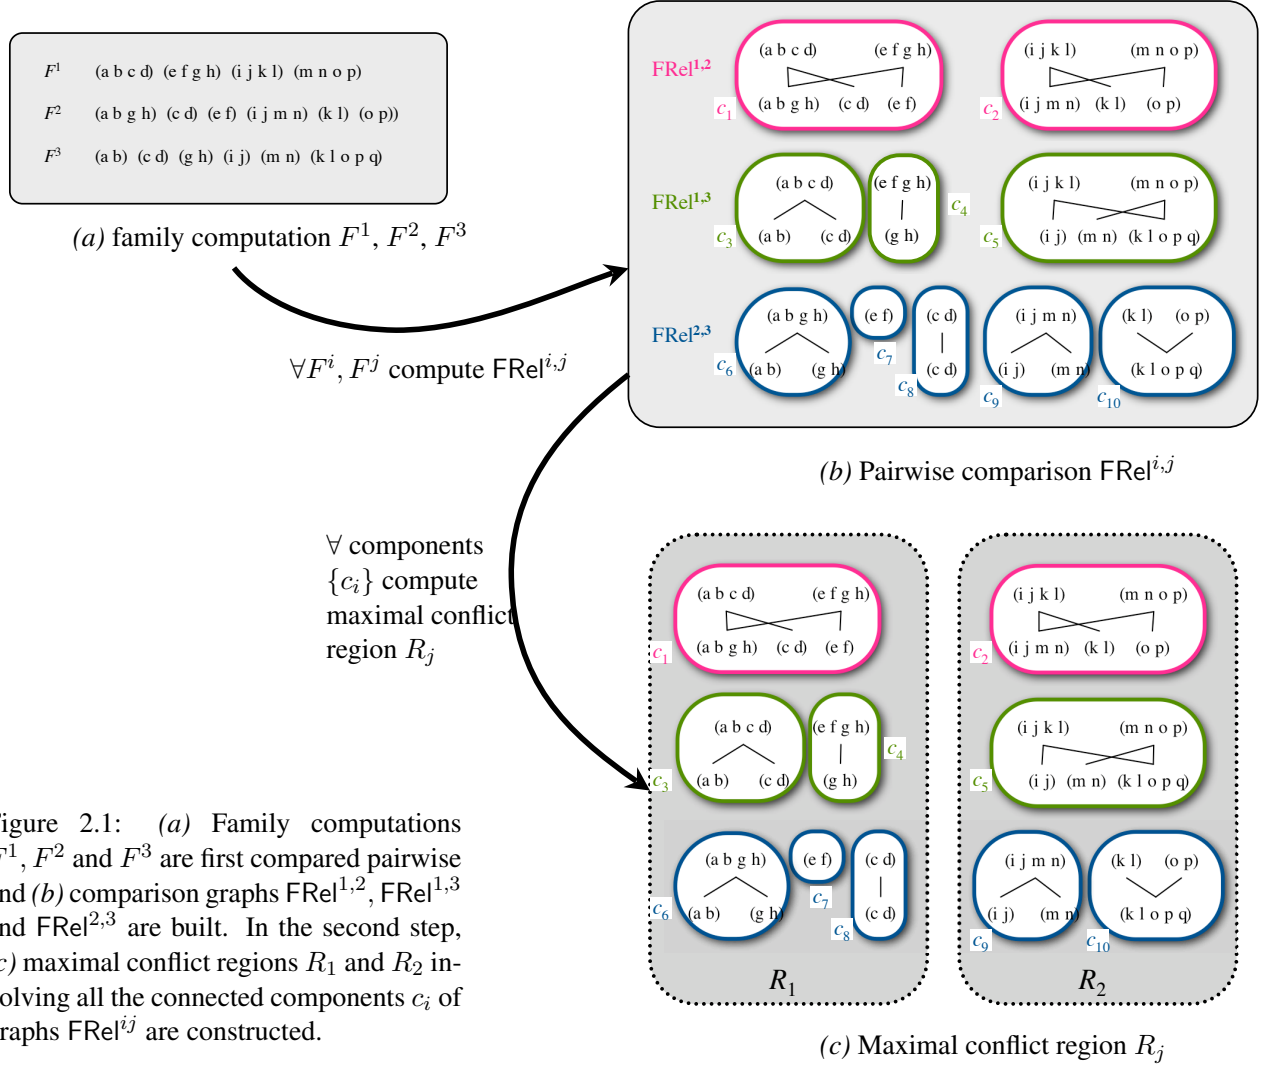 F¹ (a b c d) (e f g h) (i j k l) (m n o p)
F² (a b g h) (c d) (e f) (i j m n) (k l) (o p))
F³ (a b) (c d) (g h) (i j) (m n) (k l o p q)
(a) family computation F¹, F², F³
∀Fⁱ, Fʲ compute FRelⁱ,ʲ
FRel¹,²
(a b c d) (e f g h)
(a b g h) (c d) (e f)
c₁
(i j k l) (m n o p)
(i j m n) (k l) (o p)
c₂
FRel¹,³
(a b c d)
(a b) (c d)
c₃
(e f g h)
(g h)
c₄
(i j k l) (m n o p)
(i j) (m n) (k l o p q)
c₅
FRel²,³
(a b g h)
(a b) (g h)
c₆
(e f)
c₇
(c d)
(c d)
c₈
(i j m n)
(i j) (m n)
c₉
(k l) (o p)
(k l o p q)
c₁₀
(b) Pairwise comparison FRelⁱ,ʲ
∀ components
{cᵢ} compute
maximal conflict
region Rⱼ
(a b c d) (e f g h)
(a b g h) (c d) (e f)
c₁
(a b c d)
(a b) (c d)
c₃
(e f g h)
(g h)
c₄
(a b g h)
(a b) (g h)
c₆
(e f)
c₇
(c d)
(c d)
c₈
R₁
(i j k l) (m n o p)
(i j m n) (k l) (o p)
c₂
(i j k l) (m n o p)
(i j) (m n) (k l o p q)
c₅
(i j m n)
(i j) (m n)
c₉
(k l) (o p)
(k l o p q)
c₁₀
R₂
(c) Maximal conflict region Rⱼ
igure 2.1: (a) Family computations
F¹, F² and F³ are first compared pairwise
nd (b) comparison graphs FRel¹,², FRel¹,³
nd FRel²,³ are built. In the second step,
c) maximal conflict regions R₁ and R₂ in-
olving all the connected components cᵢ of
raphs FRelⁱʲ are constructed.